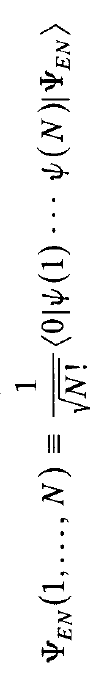 Ψ_{EN}(1, ..., N) ≡ \frac{1}{\sqrt{N!}} ⟨0|ψ(1) ⋯ ψ(N)|Ψ_{EN}⟩